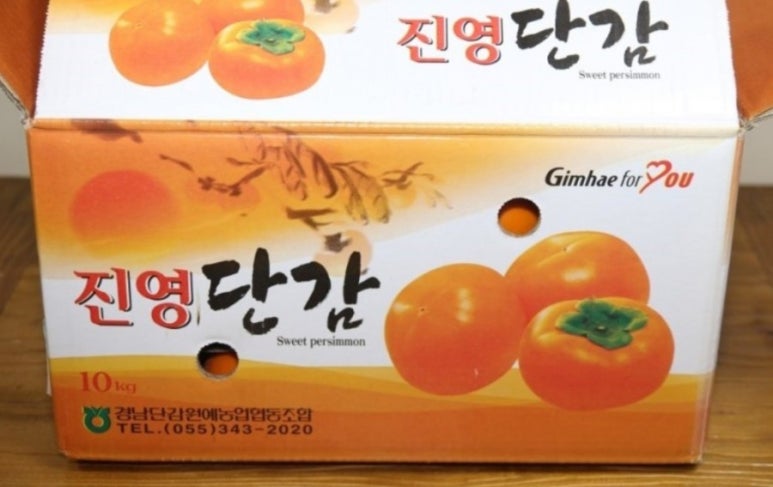 진영단감
Sweet persimmon
Gimhae for You
진영단감
Sweet persimmon
10kg
경남단감원예농업협동조합
TEL.(055)343-2020